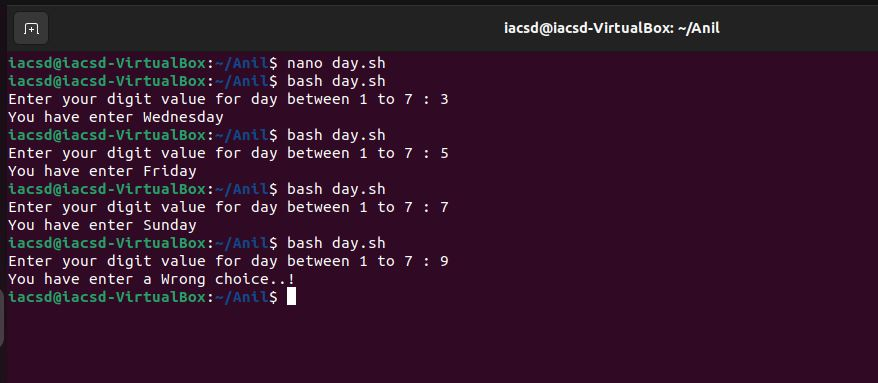 iacsd@iacsd-VirtualBox: ~/Anil
iacsd@iacsd-VirtualBox:~/Anil$ nano day.sh
iacsd@iacsd-VirtualBox:~/Anil$ bash day.sh
Enter your digit value for day between 1 to 7 : 3
You have enter Wednesday
iacsd@iacsd-VirtualBox:~/Anil$ bash day.sh
Enter your digit value for day between 1 to 7 : 5
You have enter Friday
iacsd@iacsd-VirtualBox:~/Anil$ bash day.sh
Enter your digit value for day between 1 to 7 : 7
You have enter Sunday
iacsd@iacsd-VirtualBox:~/Anil$ bash day.sh
Enter your digit value for day between 1 to 7 : 9
You have enter a Wrong choice..!
iacsd@iacsd-VirtualBox:~/Anil$